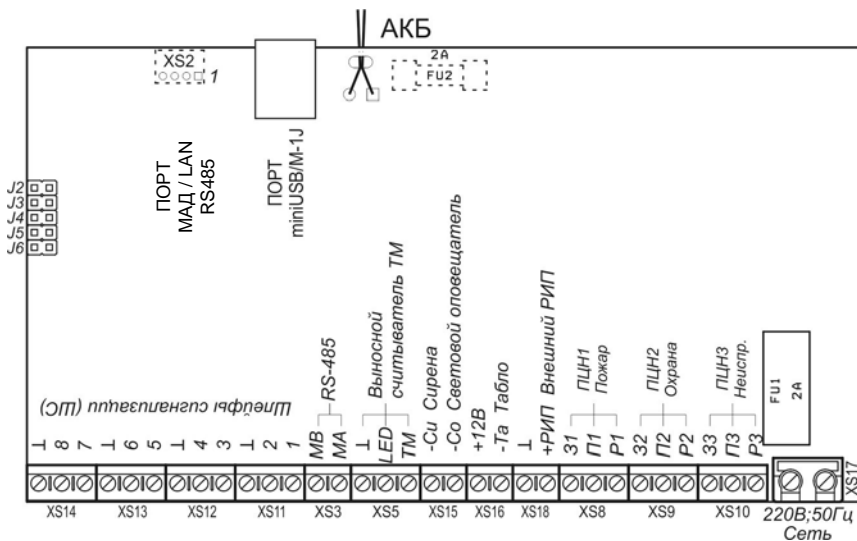 АКБ
XS2
1
2A
FU2
ПОРТ
МАД / LAN
RS485
ПОРТ
miniUSB/M-1J
J2
J3
J4
J5
J6
Шлейфы сигнализации (ШС)
⊥ 8 7 ⊥ 6 5 ⊥ 4 3 ⊥ 2 1
RS-485
MB MA
Выносной
считыватель ТМ
⊥ LED TM
-Cu Сирена
-Co Световой оповещатель
+12В
-Та Табло
⊥
+РИП Внешний РИП
ПЦН1
Пожар
З1 П1 Р1
ПЦН2
Охрана
З2 П2 Р2
ПЦН3
Неиспр.
З3 П3 Р3
FU1
2A
XS14 XS13 XS12 XS11 XS3 XS5 XS15 XS16 XS18 XS8 XS9 XS10
XS17
220В;50Гц
Сеть